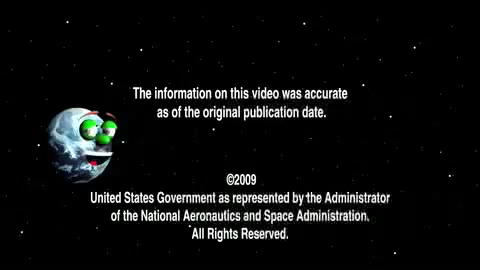 The information on this video was accurate
as of the original publication date.
©2009
United States Government as represented by the Administrator
of the National Aeronautics and Space Administration.
All Rights Reserved.